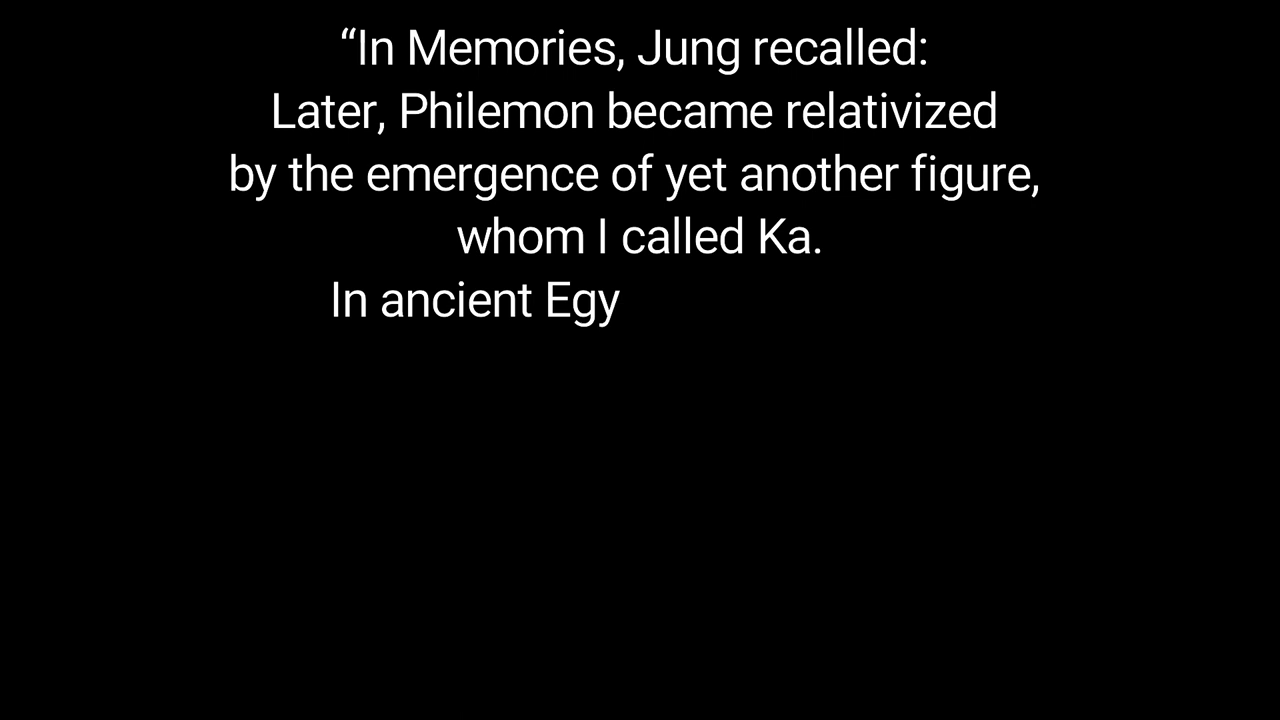 “In Memories, Jung recalled:
Later, Philemon became relativized
by the emergence of yet another figure,
whom I called Ka.
In ancient Egy